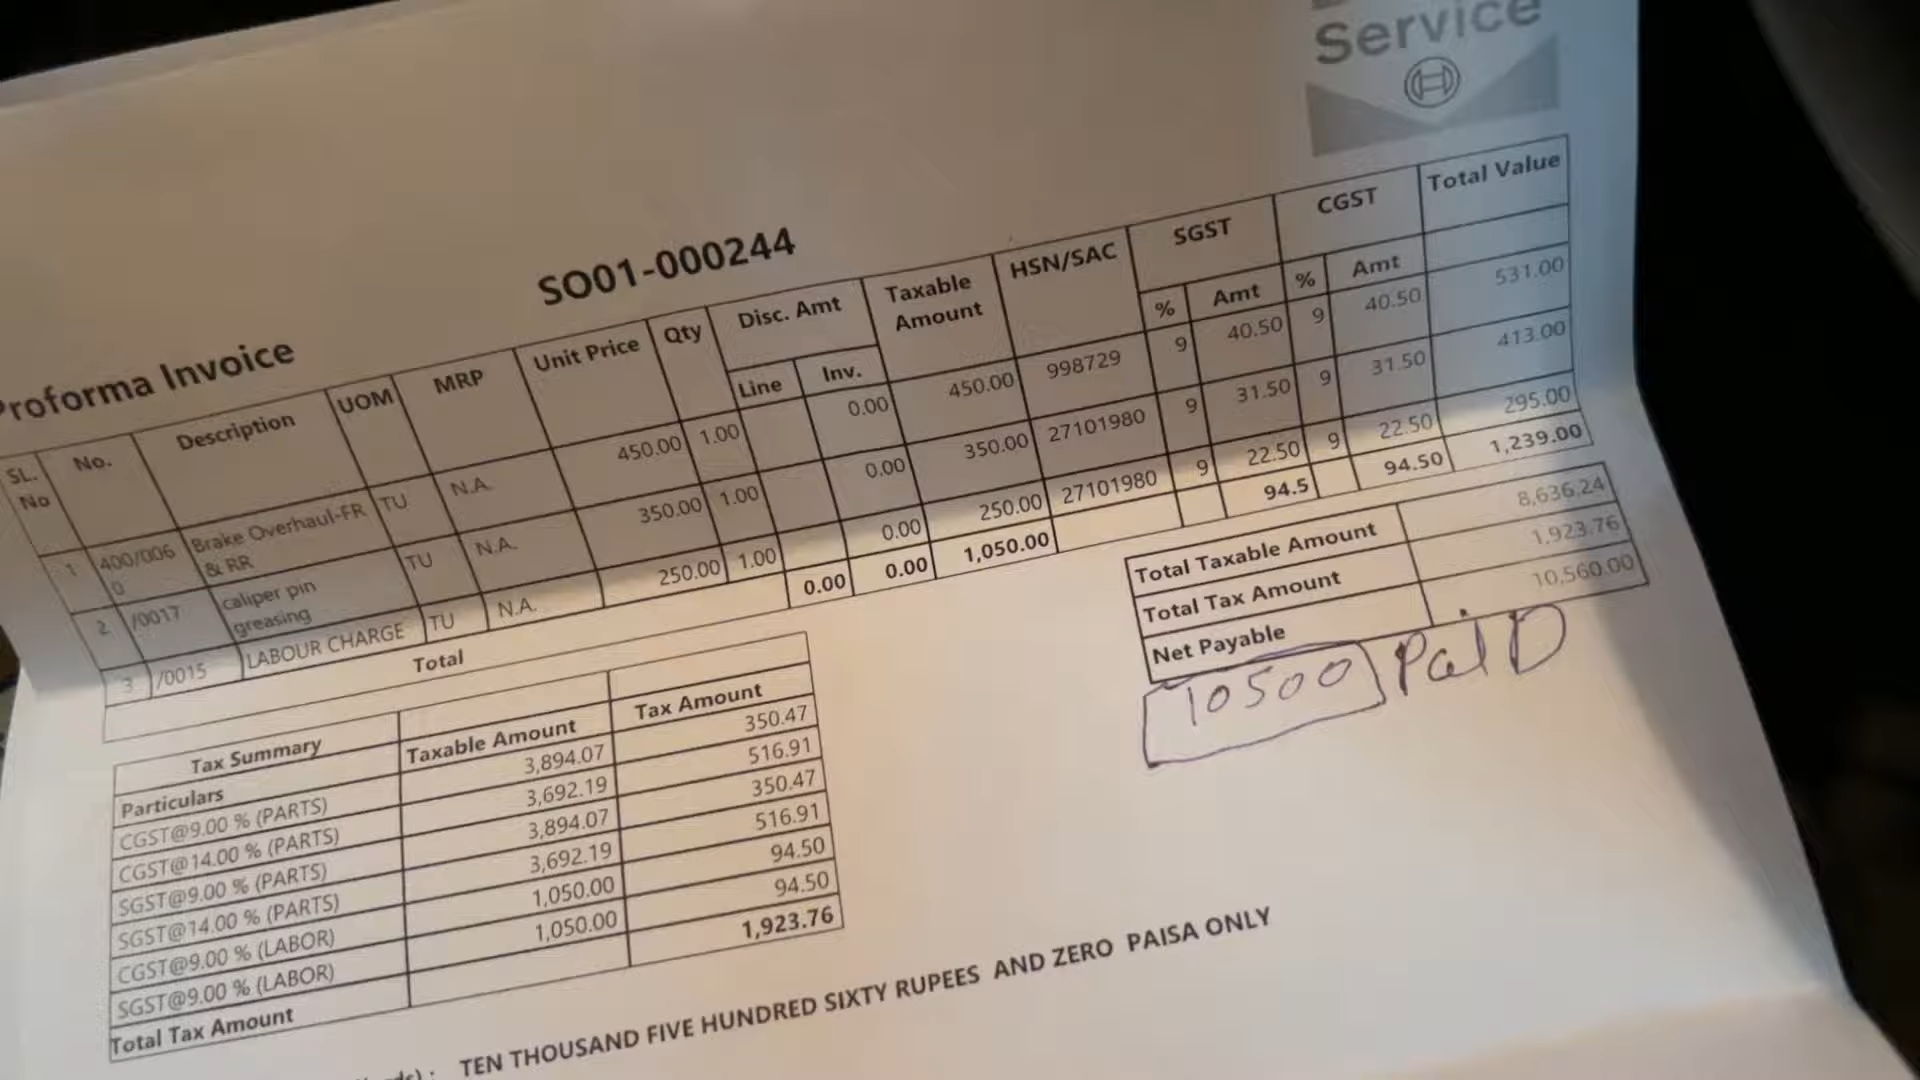 Service
SO01-000244
Proforma Invoice
SL. No | No. | Description | UOM | MRP | Unit Price | Qty | Disc. Amt | Taxable Amount | HSN/SAC | SGST | CGST | Total Value
Line | Inv. | % | Amt | % | Amt
1 | 400/0060 | Brake Overhaul-FR & RR | TU | N.A. | 450.00 | 1.00 | 0.00 | 450.00 | 998729 | 9 | 40.50 | 9 | 40.50 | 531.00
2 | /0017 | caliper pin greasing | TU | N.A. | 350.00 | 1.00 | 0.00 | 350.00 | 27101980 | 9 | 31.50 | 9 | 31.50 | 413.00
3 | /0015 | LABOUR CHARGE | TU | N.A. | 250.00 | 1.00 | 0.00 | 250.00 | 27101980 | 9 | 22.50 | 9 | 22.50 | 295.00
Total | 0.00 | 0.00 | 1,050.00 | 94.5 | 94.50 | 1,239.00
Total Taxable Amount | 8,636.24
Total Tax Amount | 1,923.76
Net Payable | 10,560.00
10500 PaiD
Tax Summary
Particulars | Taxable Amount | Tax Amount
CGST@9.00 % (PARTS) | 3,894.07 | 350.47
CGST@14.00 % (PARTS) | 3,692.19 | 516.91
SGST@9.00 % (PARTS) | 3,894.07 | 350.47
SGST@14.00 % (PARTS) | 3,692.19 | 516.91
CGST@9.00 % (LABOR) | 1,050.00 | 94.50
SGST@9.00 % (LABOR) | 1,050.00 | 94.50
Total Tax Amount | 1,923.76
TEN THOUSAND FIVE HUNDRED SIXTY RUPEES AND ZERO PAISA ONLY